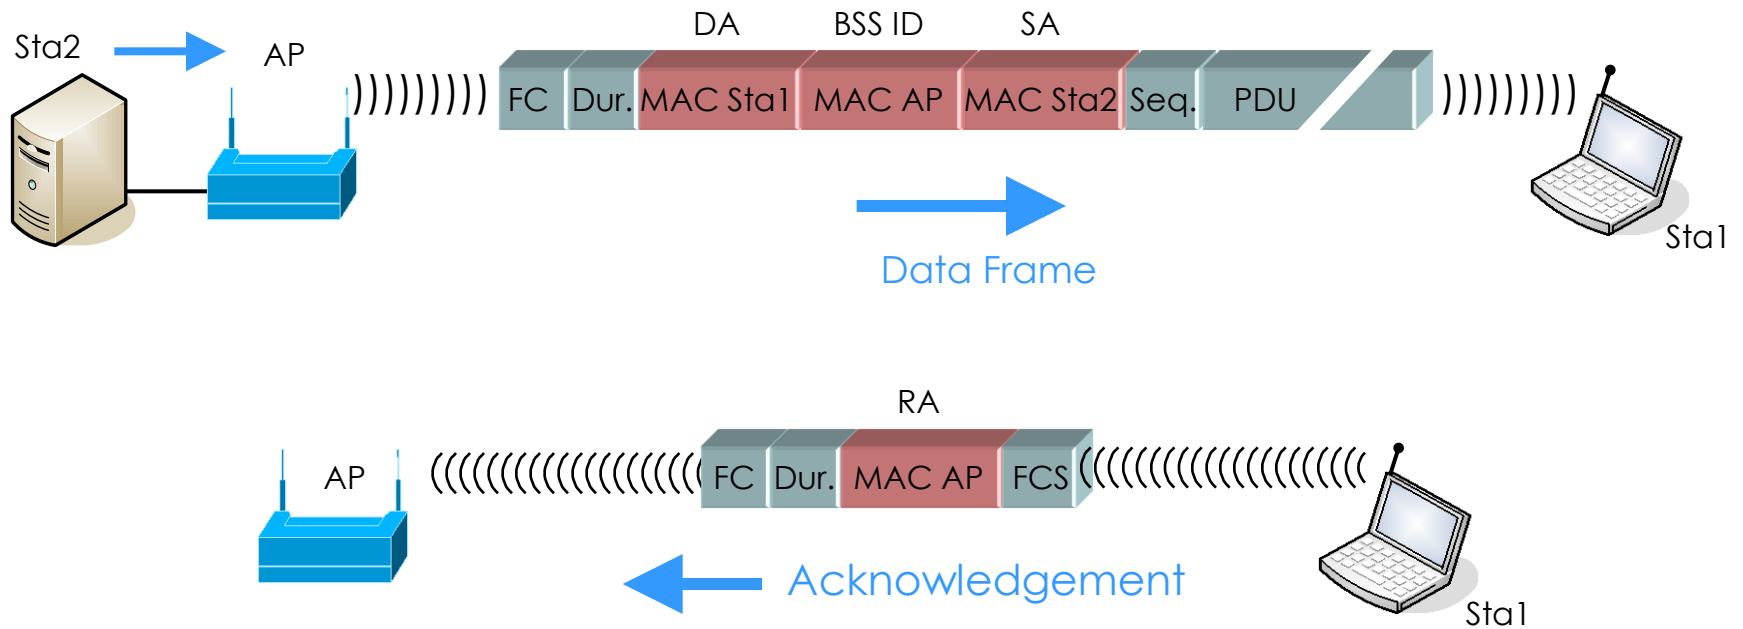 DA BSS ID SA
Sta2 AP
FC Dur. MAC Sta1 MAC AP MAC Sta2 Seq. PDU
Sta1
Data Frame
RA
AP FC Dur. MAC AP FCS
Acknowledgement
Sta1